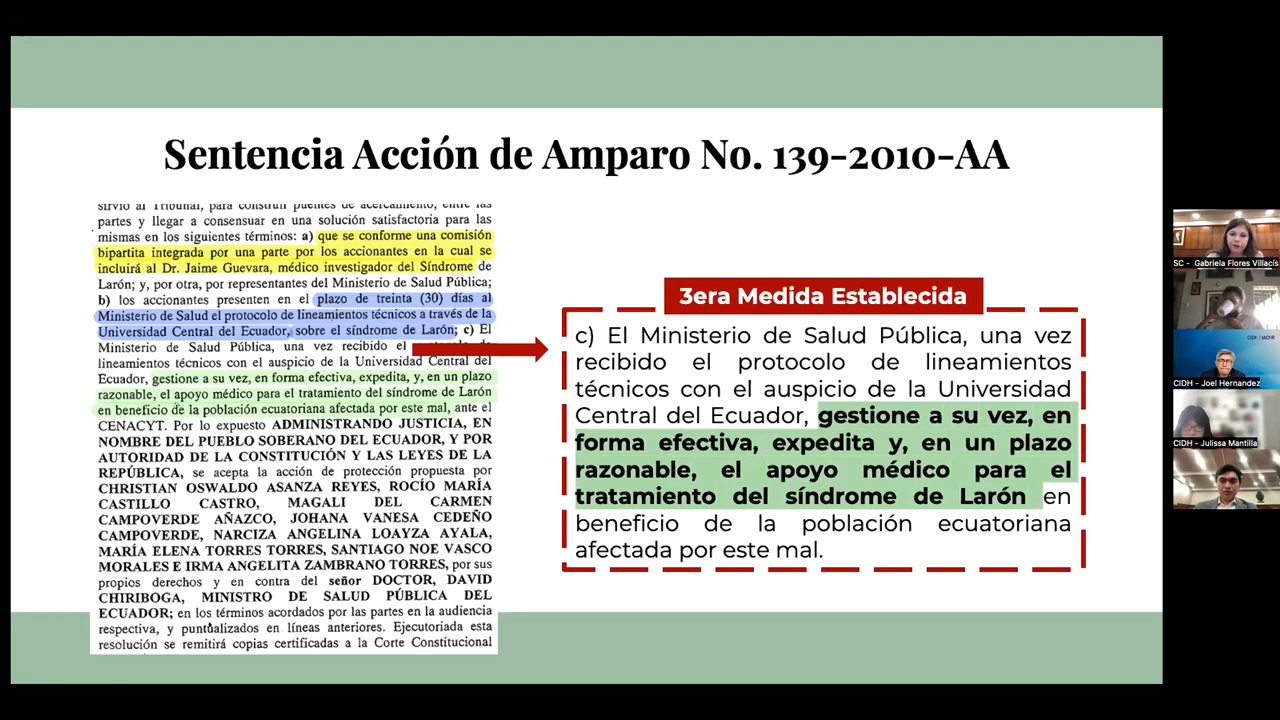 Sentencia Acción de Amparo No. 139-2010-AA
sirvió al Tribunal, para construir puentes de acercamiento, entre las
partes y llegar a consensuar en una solución satisfactoria para las
mismas en los siguientes términos: a) que se conforme una comisión
bipartita integrada por una parte por los accionantes en la cual se
incluirá al Dr. Jaime Guevara, médico investigador del Síndrome de
Larón; y, por otra, por representantes del Ministerio de Salud Pública;
b) los accionantes presenten en el plazo de treinta (30) días al
Ministerio de Salud el protocolo de lineamientos técnicos a través de la
Universidad Central del Ecuador, sobre el síndrome de Larón; c) El
Ministerio de Salud Pública, una vez recibido el de
lineamientos técnicos con el auspicio de la Universidad Central del
Ecuador, gestione a su vez, en forma efectiva, expedita, y, en un plazo
razonable, el apoyo médico para el tratamiento del síndrome de Larón
en beneficio de la población ecuatoriana afectada por este mal, ante el
CENACYT. Por lo expuesto ADMINISTRANDO JUSTICIA, EN
NOMBRE DEL PUEBLO SOBERANO DEL ECUADOR, Y POR
AUTORIDAD DE LA CONSTITUCIÓN Y LAS LEYES DE LA
REPÚBLICA, se acepta la acción de protección propuesta por
CHRISTIAN OSWALDO ASANZA REYES, ROCÍO MARÍA
CASTILLO CASTRO, MAGALI DEL CARMEN
CAMPOVERDE AÑAZCO, JOHANA VANESA CEDEÑO
CAMPOVERDE, NARCIZA ANGELINA LOAYZA AYALA,
MARÍA ELENA TORRES TORRES, SANTIAGO NOE VASCO
MORALES E IRMA ANGELITA ZAMBRANO TORRES, por sus
propios derechos y en contra del señor DOCTOR, DAVID
CHIRIBOGA, MINISTRO DE SALUD PÚBLICA DEL
ECUADOR; en los términos acordados por las partes en la audiencia
respectiva, y puntualizados en líneas anteriores. Ejecutoriada esta
resolución se remitirá copias certificadas a la Corte Constitucional
3era Medida Establecida
c) El Ministerio de Salud Pública, una vez
recibido el protocolo de lineamientos
técnicos con el auspicio de la Universidad
Central del Ecuador, gestione a su vez, en
forma efectiva, expedita y, en un plazo
razonable, el apoyo médico para el
tratamiento del síndrome de Larón en
beneficio de la población ecuatoriana
afectada por este mal.
SC - Gabriela Flores Villacís
CIDH IACHR
CIDH - Joel Hernandez
CIDH - Julissa Mantilla